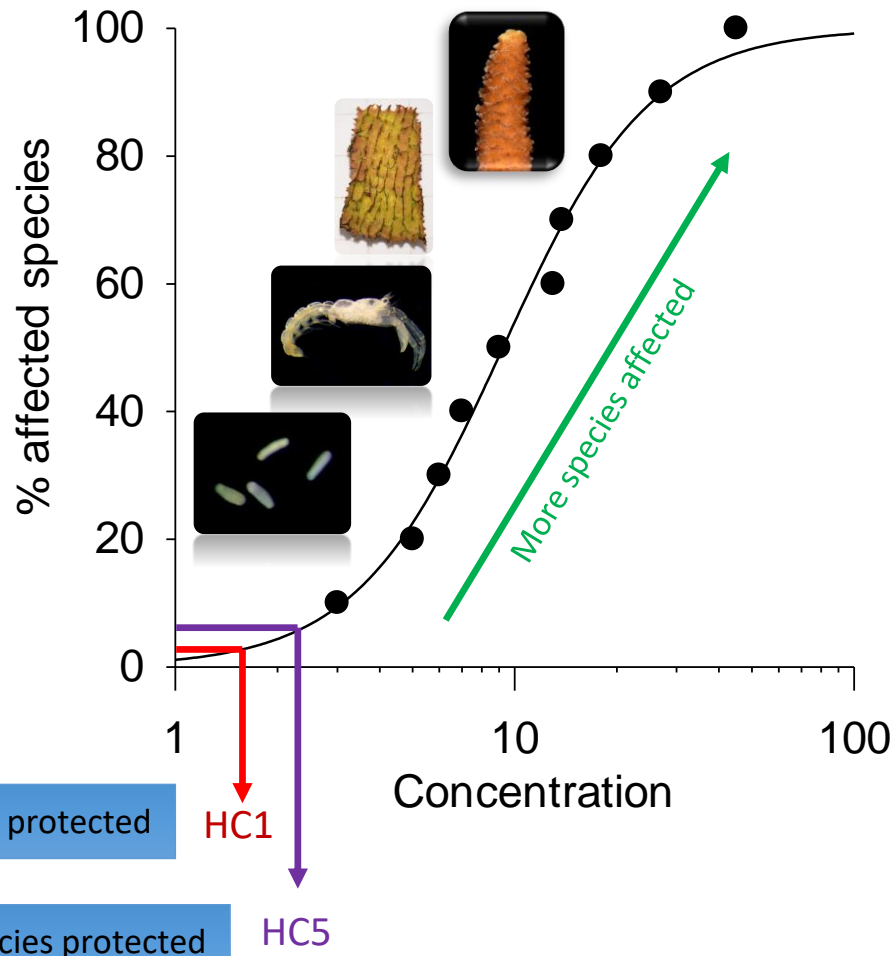 100
80
60
40
20
0
% affected species
More species affected
1
10
100
Concentration
protected
HC1
cies protected
HC5